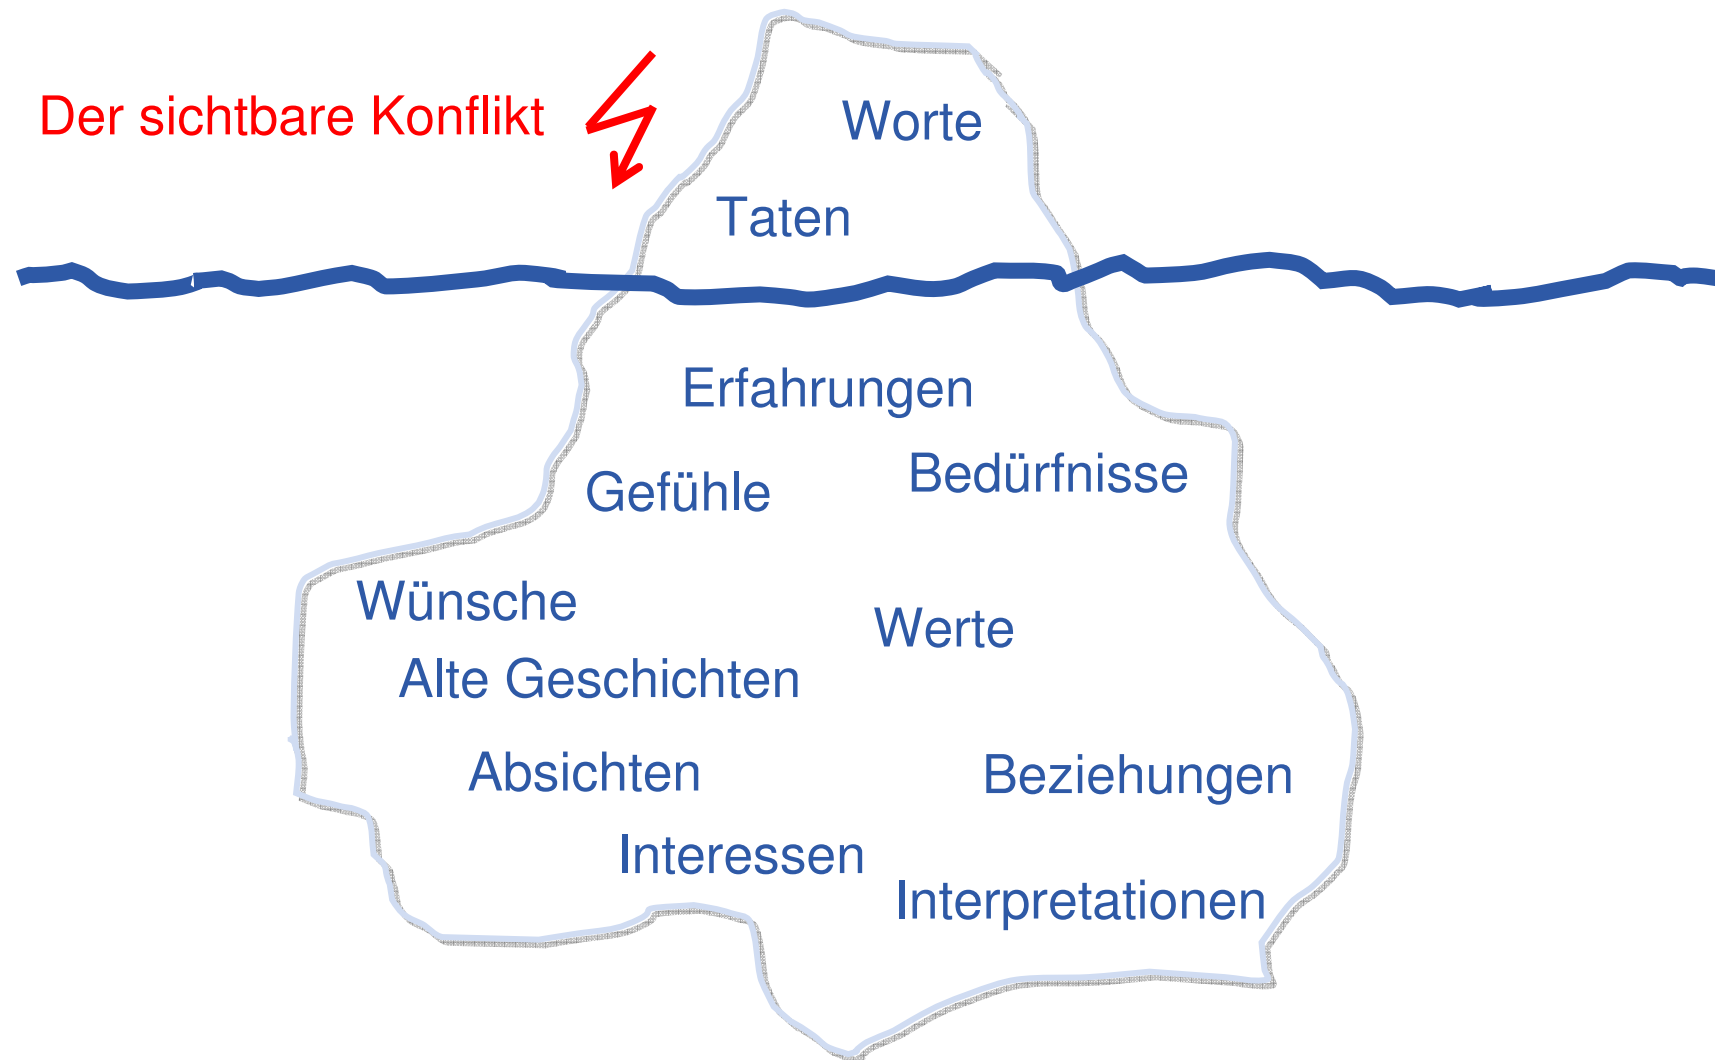 Der sichtbare Konflikt
Worte
Taten
Erfahrungen
Bedürfnisse
Gefühle
Wünsche
Werte
Alte Geschichten
Absichten
Beziehungen
Interessen
Interpretationen